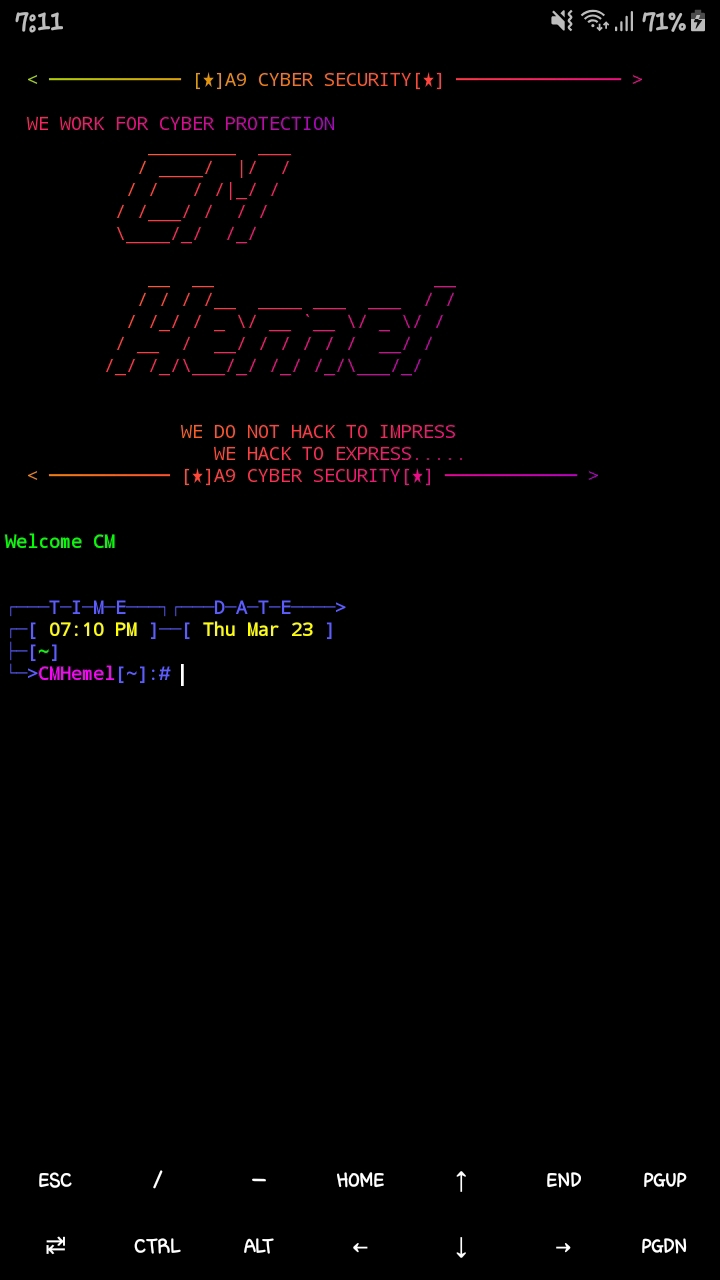 7:11 71%
< ──────────── [★]A9 CYBER SECURITY[★] ─────────────── >
WE WORK FOR CYBER PROTECTION
CM
Hemel
WE DO NOT HACK TO IMPRESS
WE HACK TO EXPRESS.....
< ─────────── [★]A9 CYBER SECURITY[★] ──────────── >
Welcome CM
┌───T─I─M─E───┐┌───D─A─T─E────>
┌─[ 07:10 PM ]──[ Thu Mar 23 ]
├─[~]
└─>CMHemel[~]:#
ESC / — HOME ↑ END PGUP
⇄ CTRL ALT ← ↓ → PGDN